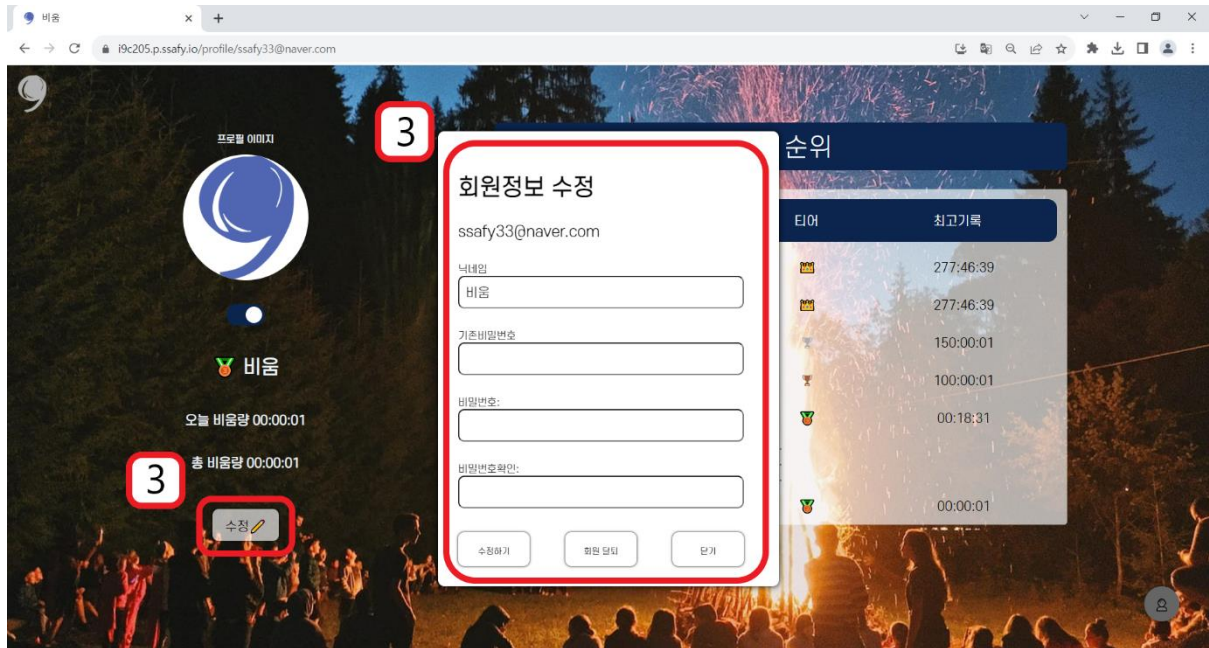 비움
i9c205.p.ssafy.io/profile/ssafy33@naver.com
프로필 이미지
비움
오늘 비움량 00:00:01
총 비움량 00:00:01
3
수정
3
회원정보 수정
ssafy33@naver.com
닉네임
비움
기존비밀번호
비밀번호:
비밀번호확인:
수정하기 회원 탈퇴 닫기
순위
티어 최고기록
277:46:39
277:46:39
150:00:01
100:00:01
00:18:31
00:00:01